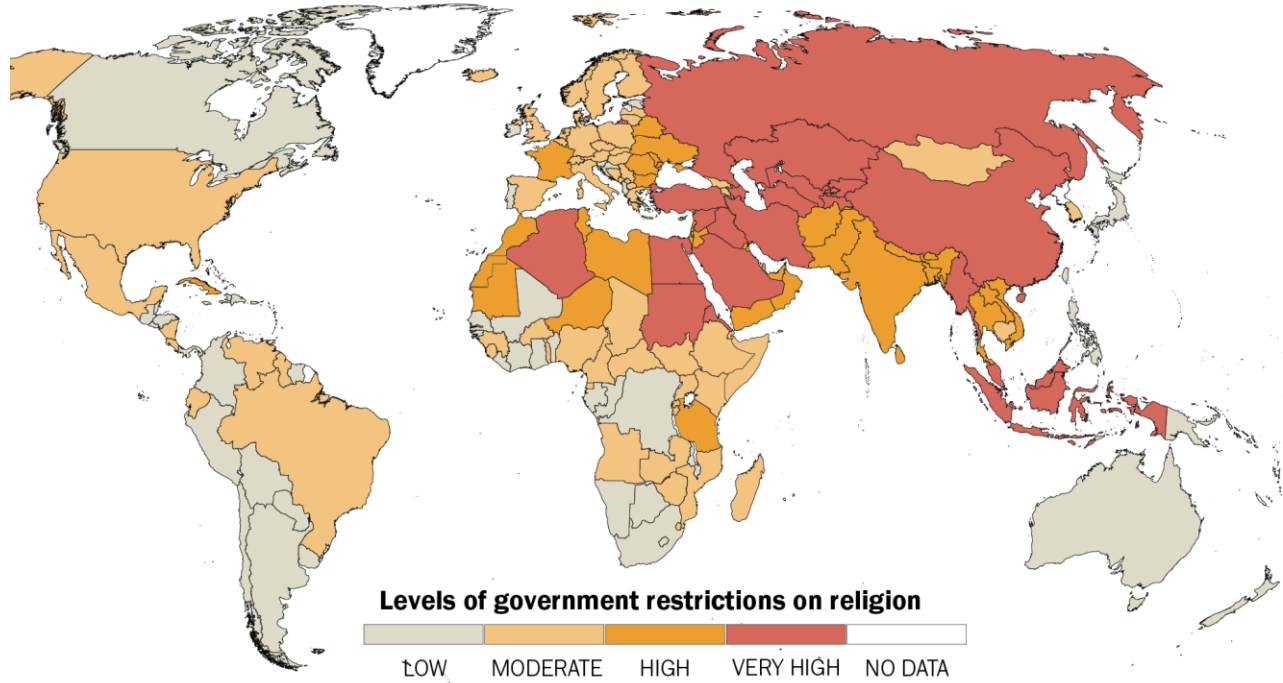 Levels of government restrictions on religion
LOW
MODERATE
HIGH
VERY HIGH
NO DATA